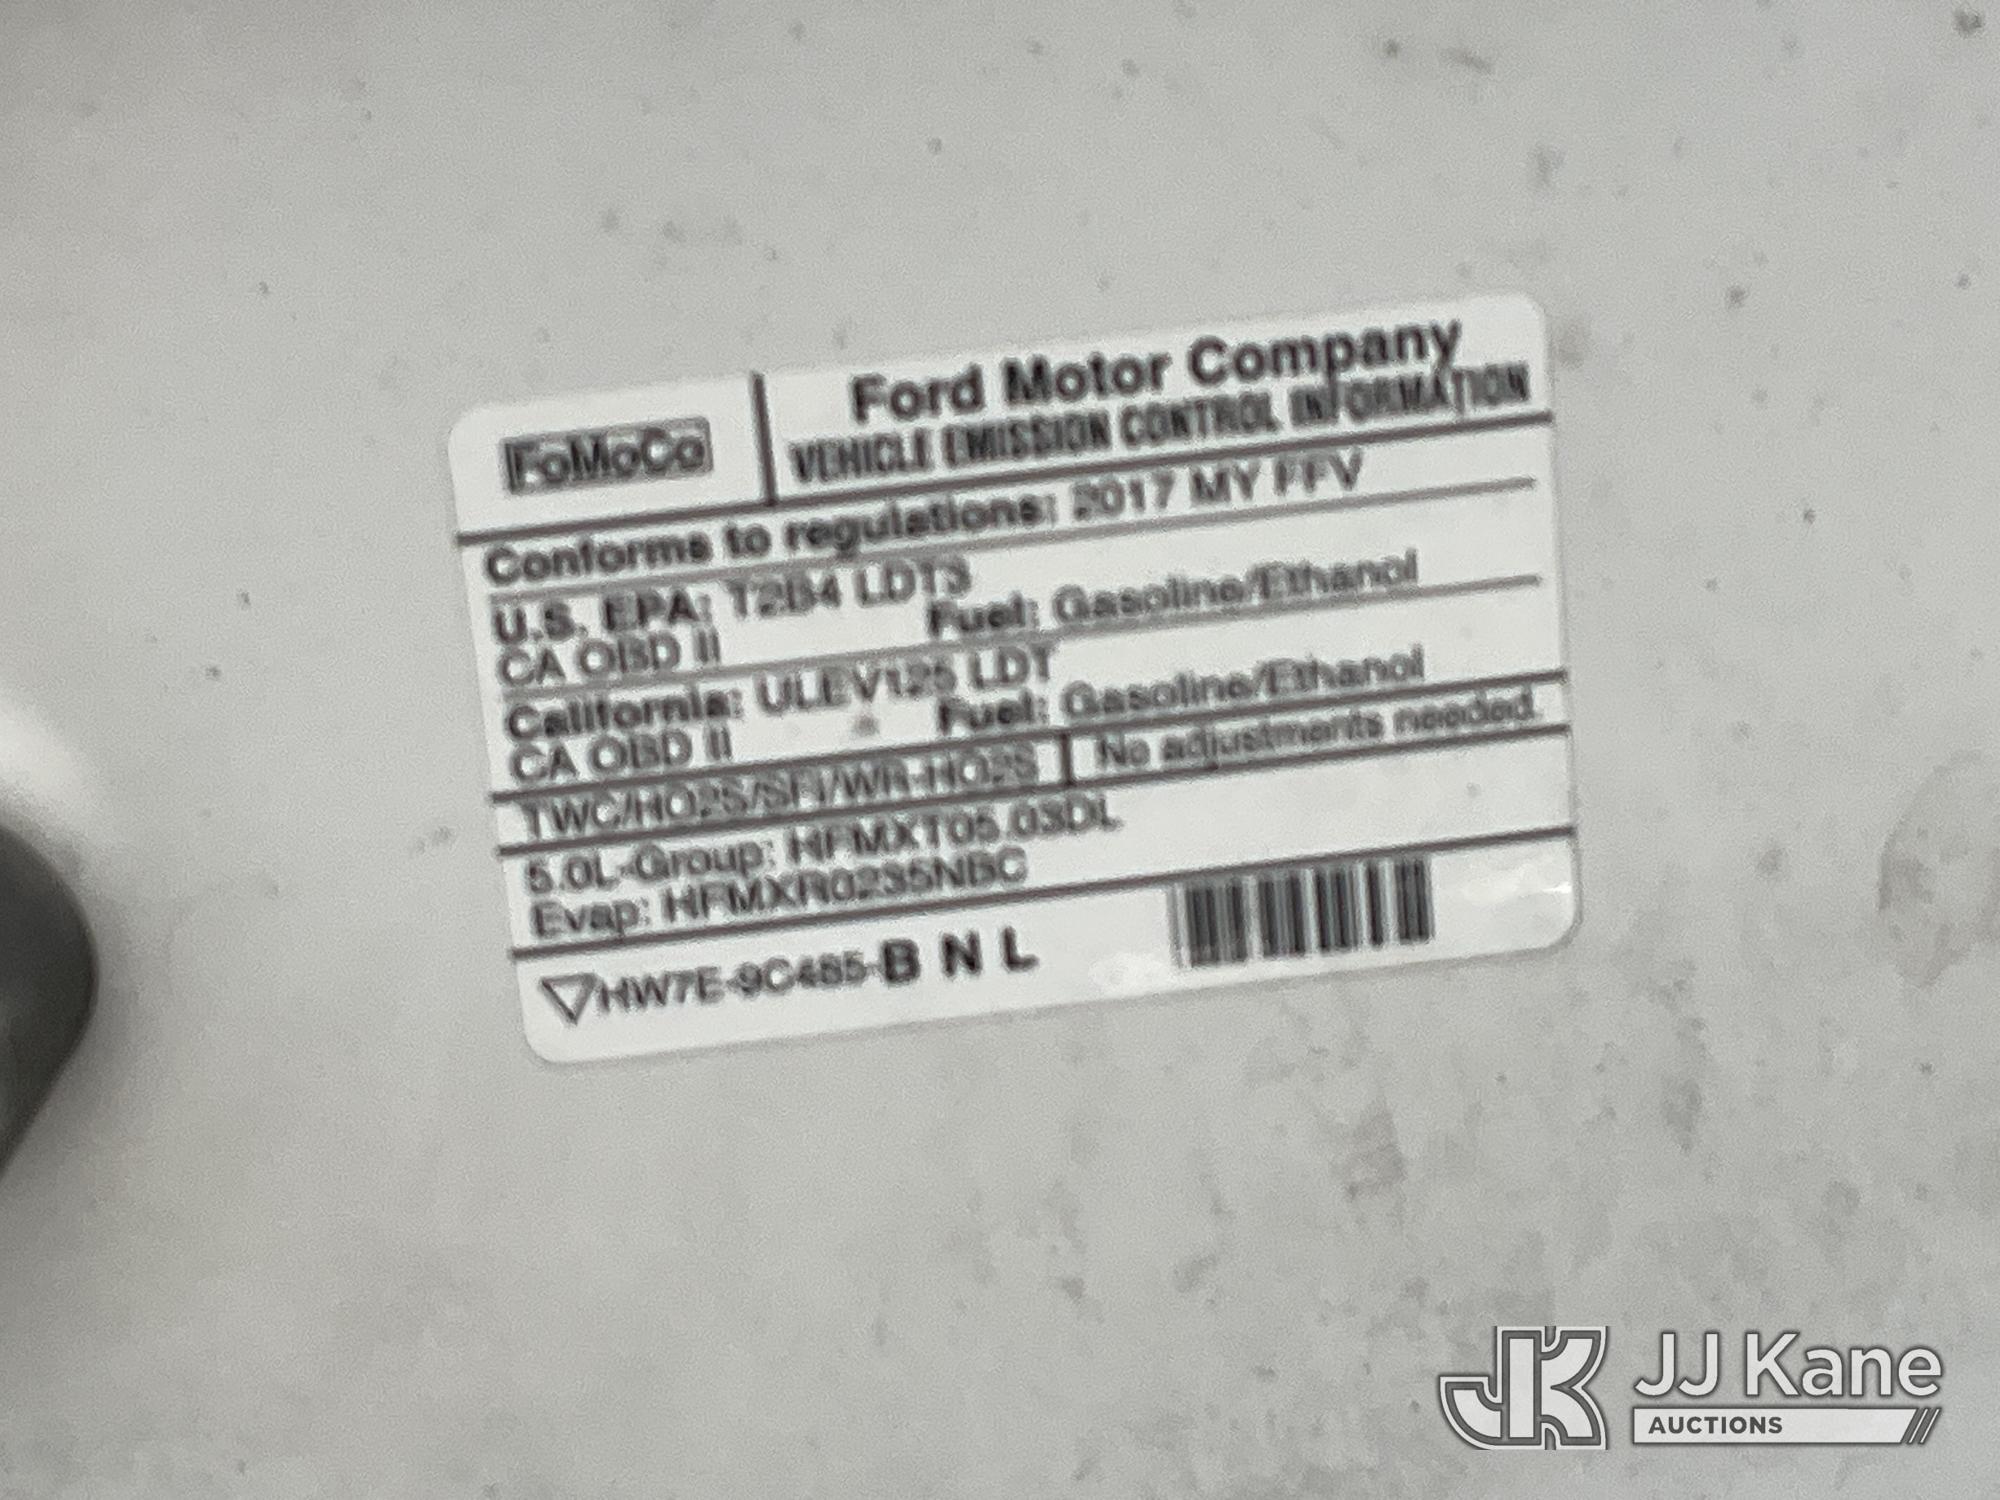 FoMoCo
Ford Motor Company
VEHICLE EMISSION CONTROL INFORMATION
Conforms to regulations: 2017 MY FFV
U.S. EPA: T2B4 LDT3
CA OBD II Fuel: Gasoline/Ethanol
California: ULEV125 LDT
CA OBD II Fuel: Gasoline/Ethanol
TWC/HO2S/SFI/WR-HO2S No adjustments needed.
5.0L-Group: HFMXT05.03DL
Evap: HFMXR0235NBC
HW7E-9C485-B N L
JK JJ Kane
AUCTIONS